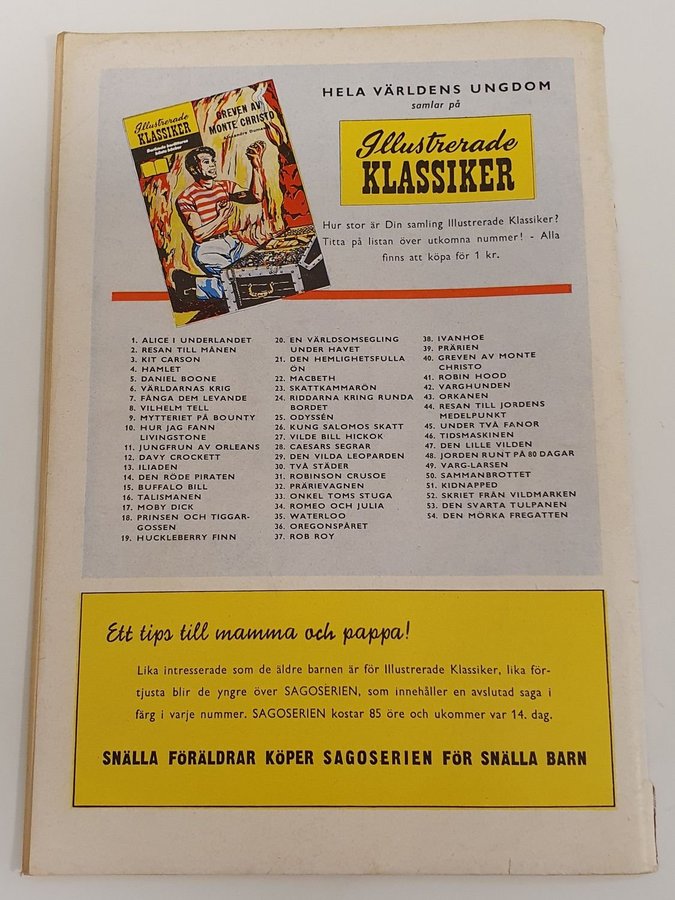 Illustrerade
KLASSIKER
GREVEN AV
MONTE CHRISTO
HELA VÄRLDENS UNGDOM
samlar på
Illustrerade
KLASSIKER
Hur stor är Din samling Illustrerade Klassiker?
Titta på listan över utkomna nummer! - Alla
finns att köpa för 1 kr.
1. ALICE I UNDERLANDET
2. RESAN TILL MÅNEN
3. KIT CARSON
4. HAMLET
5. DANIEL BOONE
6. VÄRLDARNAS KRIG
7. FÅNGA DEM LEVANDE
8. VILHELM TELL
9. MYTTERIET PÅ BOUNTY
10. HUR JAG FANN
LIVINGSTONE
11. JUNGFRUN AV ORLEANS
12. DAVY CROCKETT
13. ILIADEN
14. DEN RÖDE PIRATEN
15. BUFFALO BILL
16. TALISMANEN
17. MOBY DICK
18. PRINSEN OCH TIGGAR-
GOSSEN
19. HUCKLEBERRY FINN
20. EN VÄRLDSOMSEGLING
UNDER HAVET
21. DEN HEMLIGHETSFULLA
ÖN
22. MACBETH
23. SKATTKAMMARÖN
24. RIDDARNA KRING RUNDA
BORDET
25. ODYSSÉN
26. KUNG SALOMOS SKATT
27. VILDE BILL HICKOK
28. CAESARS SEGRAR
29. DEN VILDA LEOPARDEN
30. TVÅ STÄDER
31. ROBINSON CRUSOE
32. PRÄRIEVAGNEN
33. ONKEL TOMS STUGA
34. ROMEO OCH JULIA
35. WATERLOO
36. OREGONSPÅRET
37. ROB ROY
38. IVANHOE
39. PRÄRIEN
40. GREVEN AV MONTE
CHRISTO
41. ROBIN HOOD
42. VARGHUNDEN
43. ORKANEN
44. RESAN TILL JORDENS
MEDELPUNKT
45. UNDER TVÅ FANOR
46. TIDSMASKINEN
47. DEN LILLE VILDEN
48. JORDEN RUNT PÅ 80 DAGAR
49. VARG-LARSEN
50. SAMMANBROTTET
51. KIDNAPPED
52. SKRIET FRÅN VILDMARKEN
53. DEN SVARTA TULPANEN
54. DEN MÖRKA FREGATTEN
Ett tips till mamma och pappa!
Lika intresserade som de äldre barnen är för Illustrerade Klassiker, lika för-
tjusta blir de yngre över SAGOSERIEN, som innehåller en avslutad saga i
färg i varje nummer. SAGOSERIEN kostar 85 öre och ukommer var 14. dag.
SNÄLLA FÖRÄLDRAR KÖPER SAGOSERIEN FÖR SNÄLLA BARN